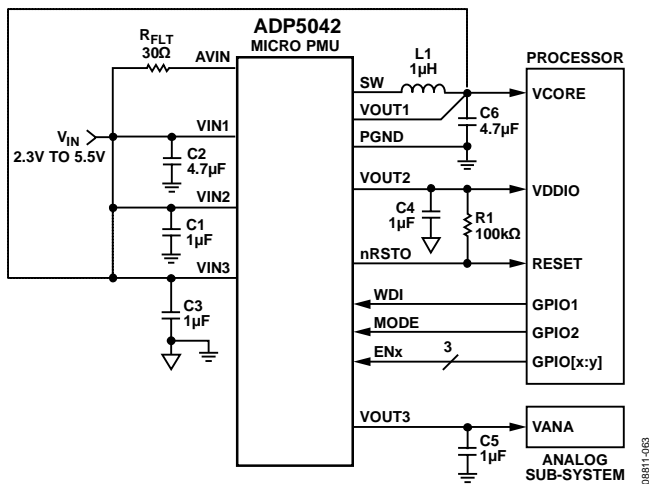 ADP5042
MICRO PMU
R_FLT
30Ω
AVIN
V_IN
2.3V TO 5.5V
VIN1
C2
4.7µF
VIN2
C1
1µF
VIN3
C3
1µF
SW
L1
1µH
VOUT1
PGND
C6
4.7µF
VOUT2
C4
1µF
R1
100kΩ
nRSTO
WDI
MODE
ENx
3
VOUT3
C5
1µF
PROCESSOR
VCORE
VDDIO
RESET
GPIO1
GPIO2
GPIO[x:y]
VANA
ANALOG
SUB-SYSTEM
08811-063